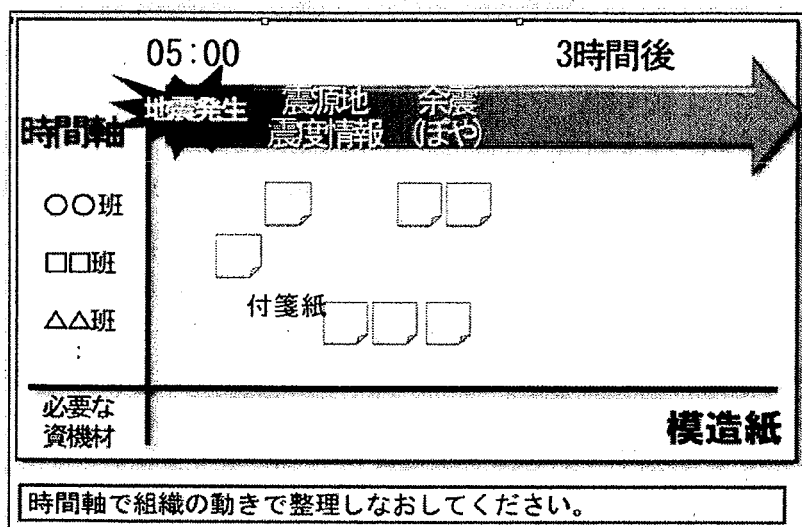 05:00
3時間後
時間軸
地震発生
震源地
震度情報
余震
(ぼや)
○○班
□□班
付箋紙
△△班
:
必要な
資機材
模造紙
時間軸で組織の動きで整理しなおしてください。